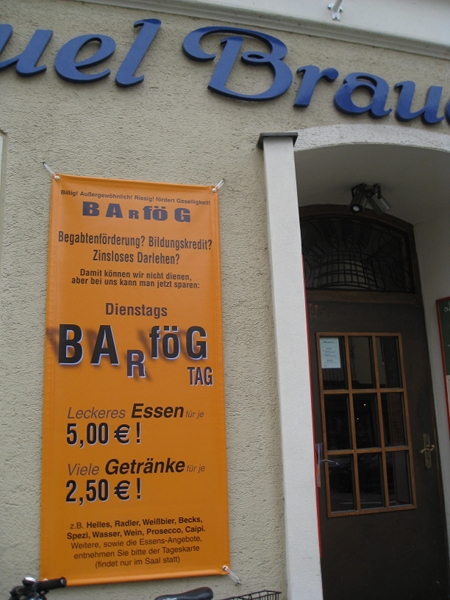 uel Brau
Billig! Außergewöhnlich! Rissig! fördert Geselligkeit!
BARföG
Begabtenförderung? Bildungskredit?
Zinsloses Darlehen?
Damit können wir nicht dienen,
aber bei uns kann man jetzt sparen:
Dienstags
BARföG
TAG
Leckeres Essen für je
5,00 € !
Viele Getränke für je
2,50 € !
z.B. Helles, Radler, Weißbier, Becks,
Spezi, Wasser, Wein, Prosecco, Caipi.
Weitere, sowie die Essens-Angebote,
entnehmen Sie bitte der Tageskarte
(findet nur im Saal statt)